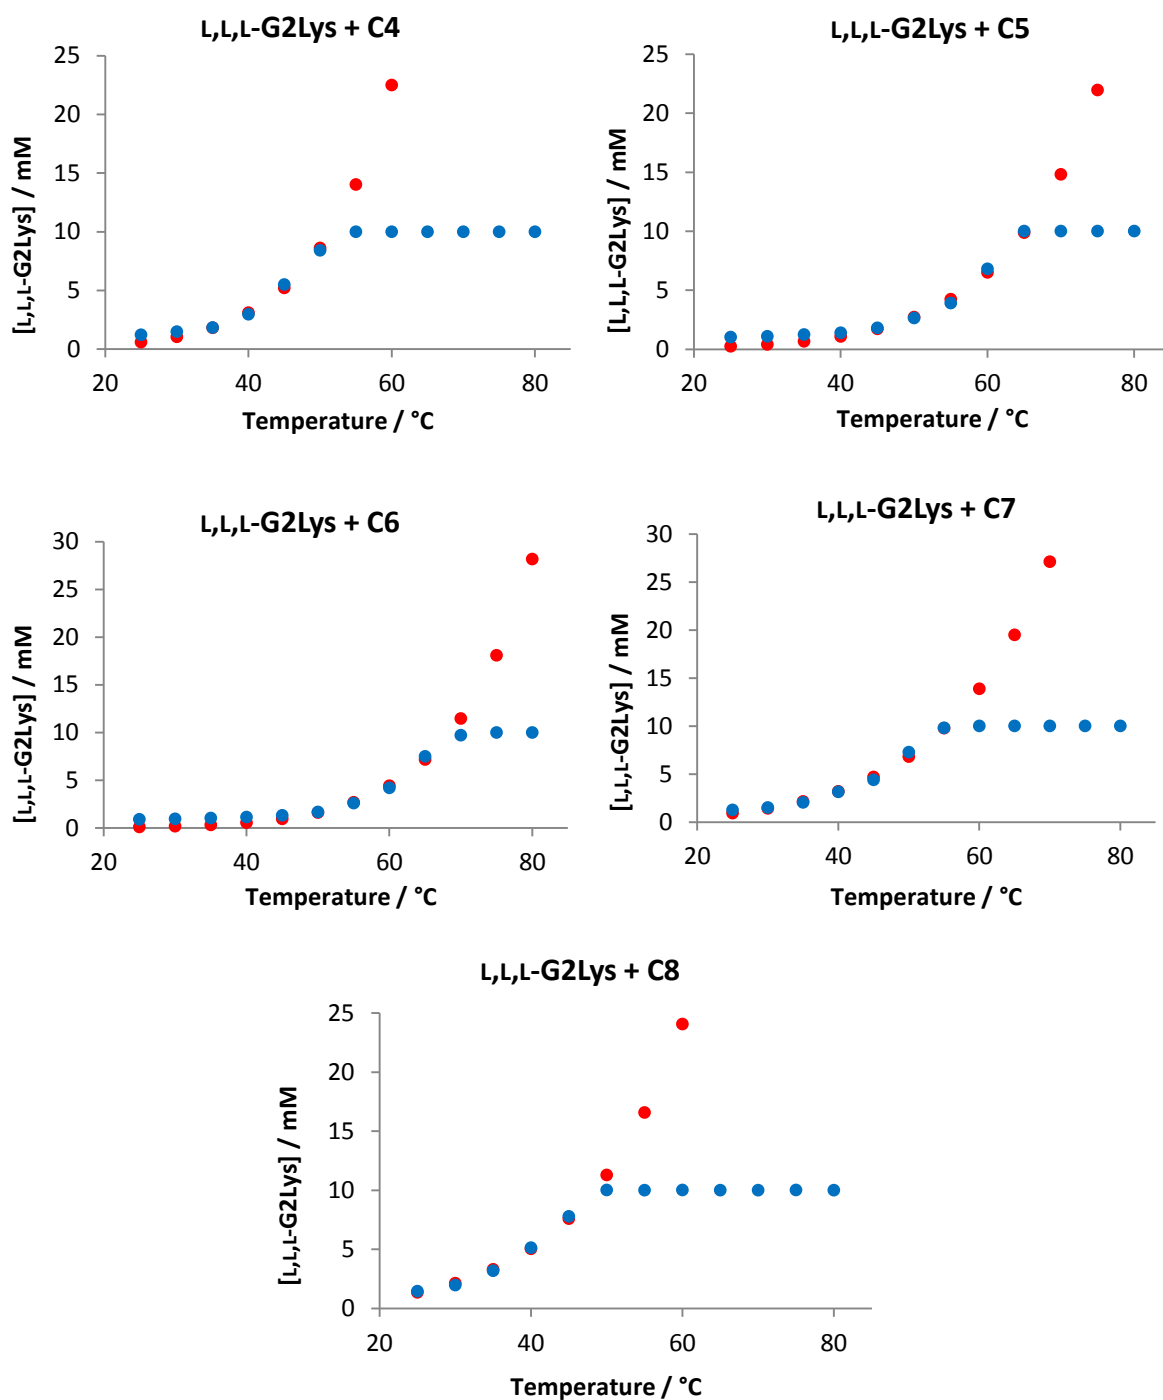 L,L,L-G2Lys + C4
25
20
15
10
5
0
20 40 60 80
[L,L,L-G2Lys] / mM
Temperature / °C
L,L,L-G2Lys + C5
25
20
15
10
5
0
20 40 60 80
[L,L,L-G2Lys] / mM
Temperature / °C
L,L,L-G2Lys + C6
30
25
20
15
10
5
0
20 40 60 80
[L,L,L-G2Lys] / mM
Temperature / °C
L,L,L-G2Lys + C7
30
25
20
15
10
5
0
20 40 60 80
[L,L,L-G2Lys] / mM
Temperature / °C
L,L,L-G2Lys + C8
25
20
15
10
5
0
20 40 60 80
[L,L,L-G2Lys] / mM
Temperature / °C